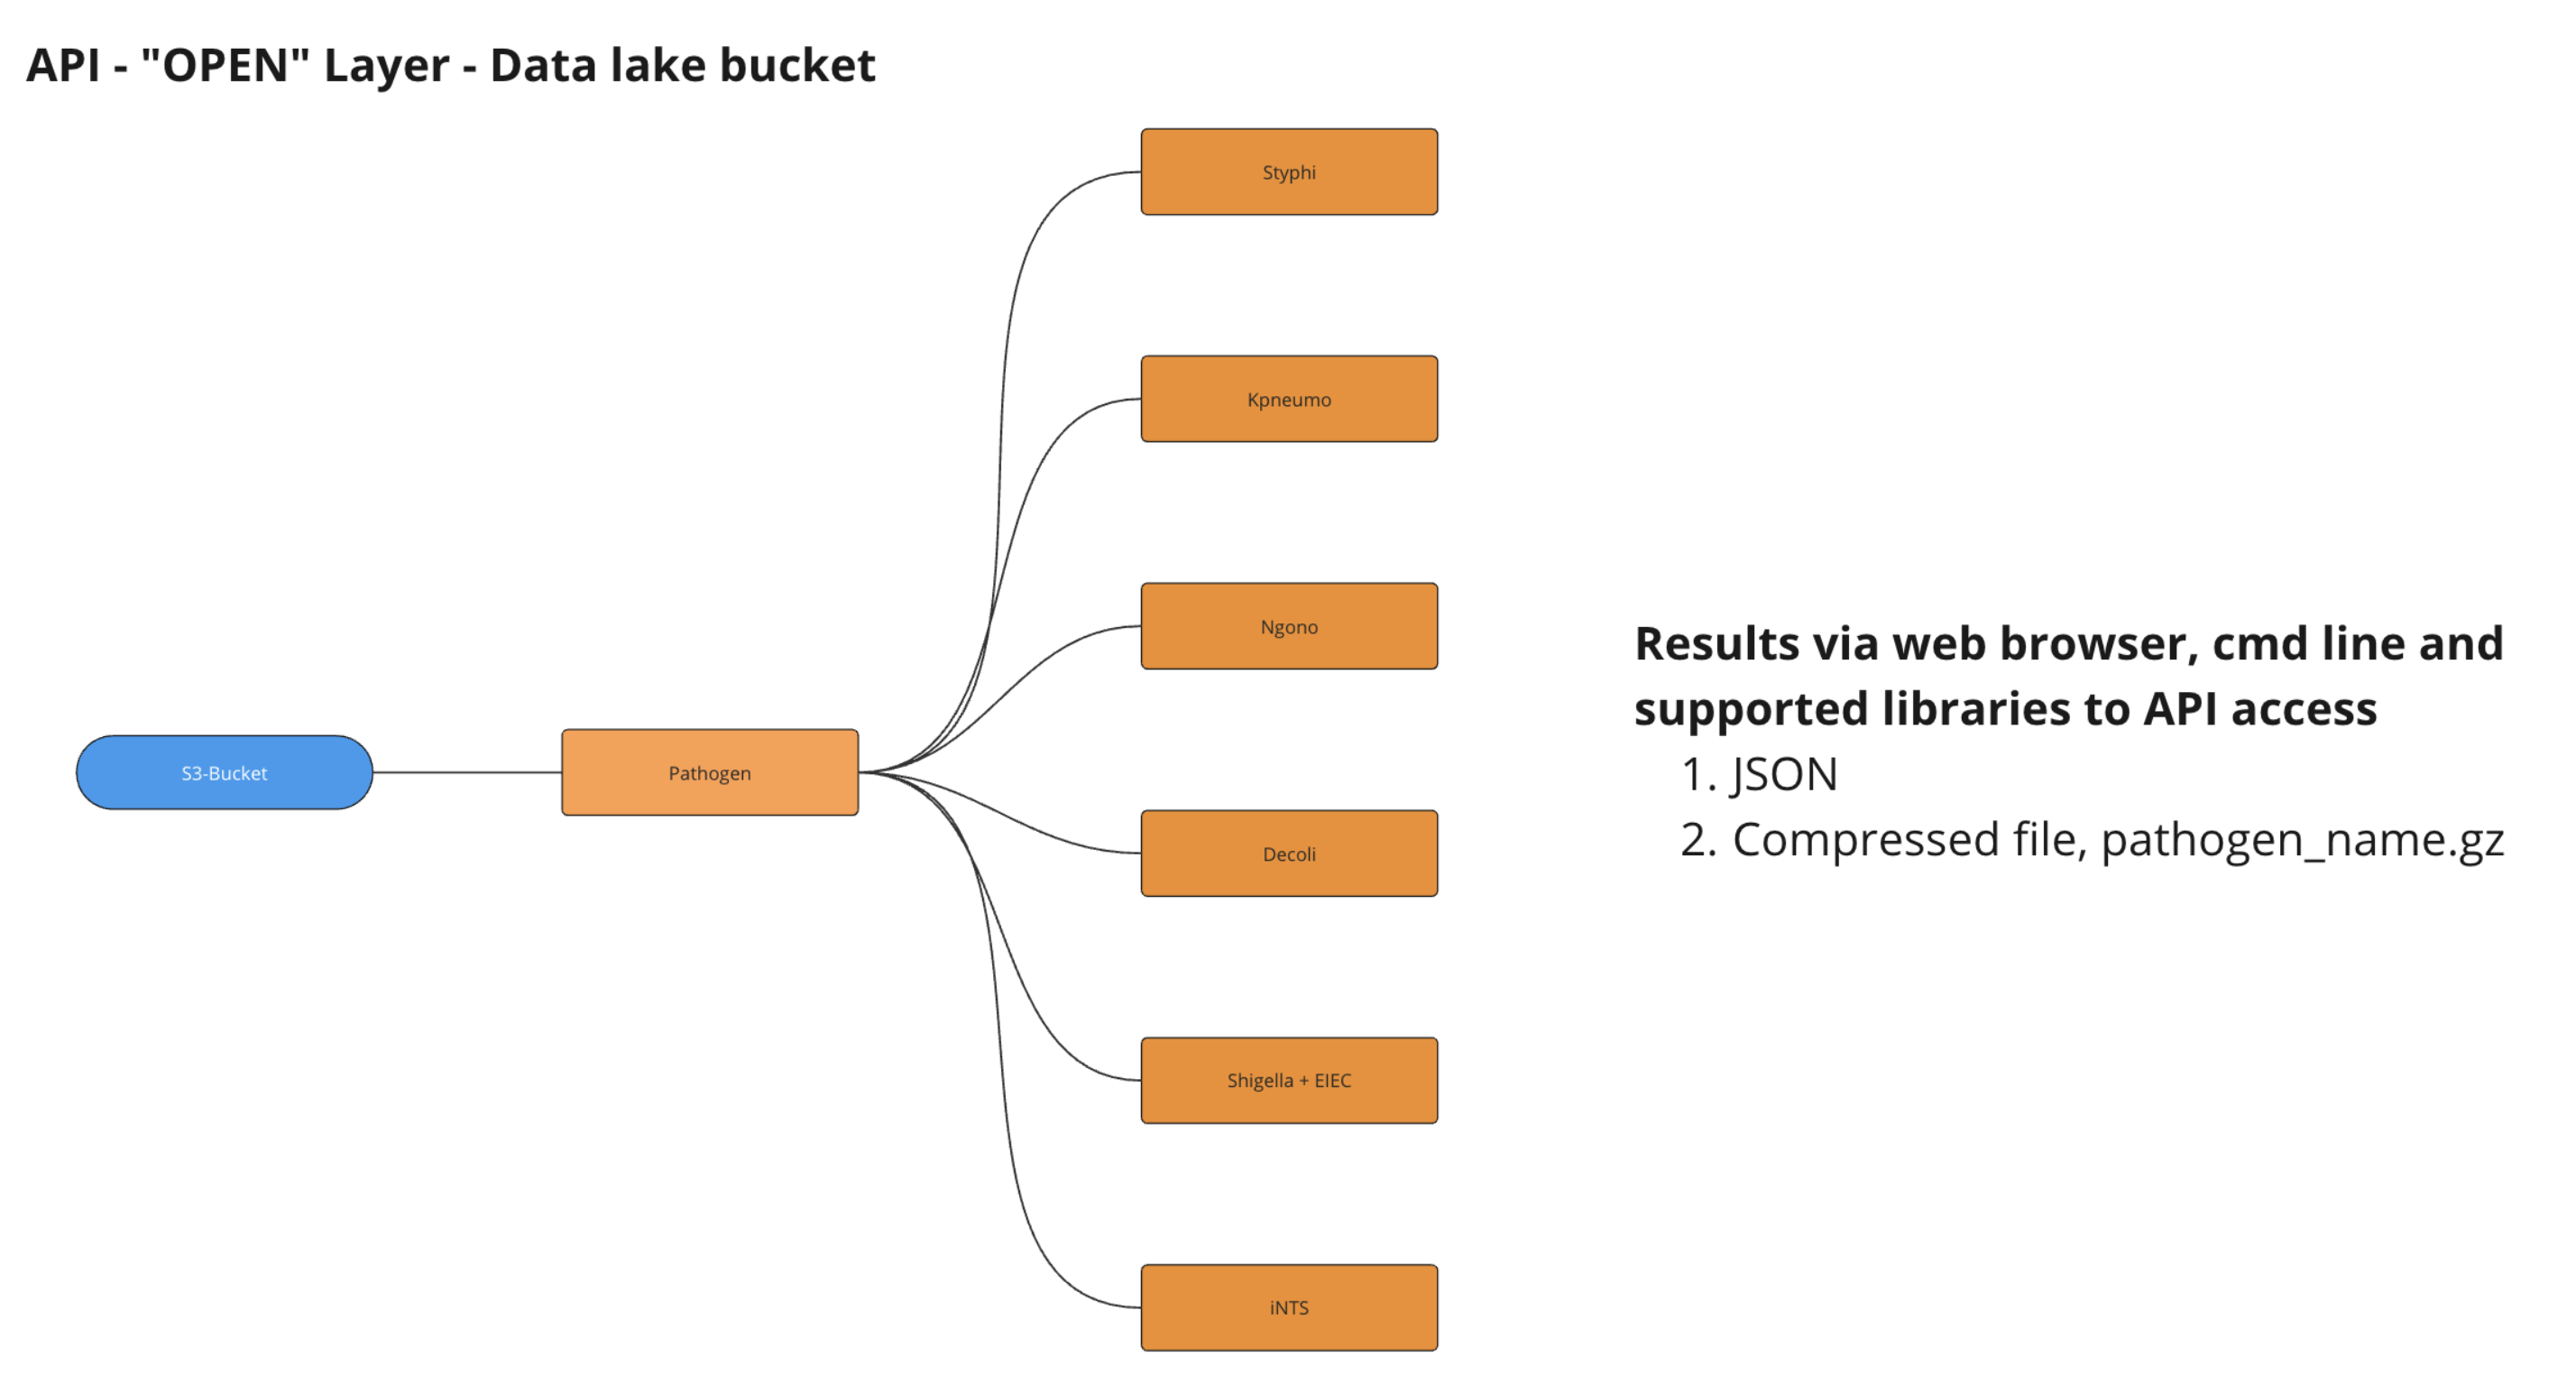 API - "OPEN" Layer - Data lake bucket
Styphi
Kpneumo
Ngono
Decoli
Shigella + EIEC
iNTS
S3-Bucket
Pathogen
Results via web browser, cmd line and
supported libraries to API access
1. JSON
2. Compressed file, pathogen_name.gz